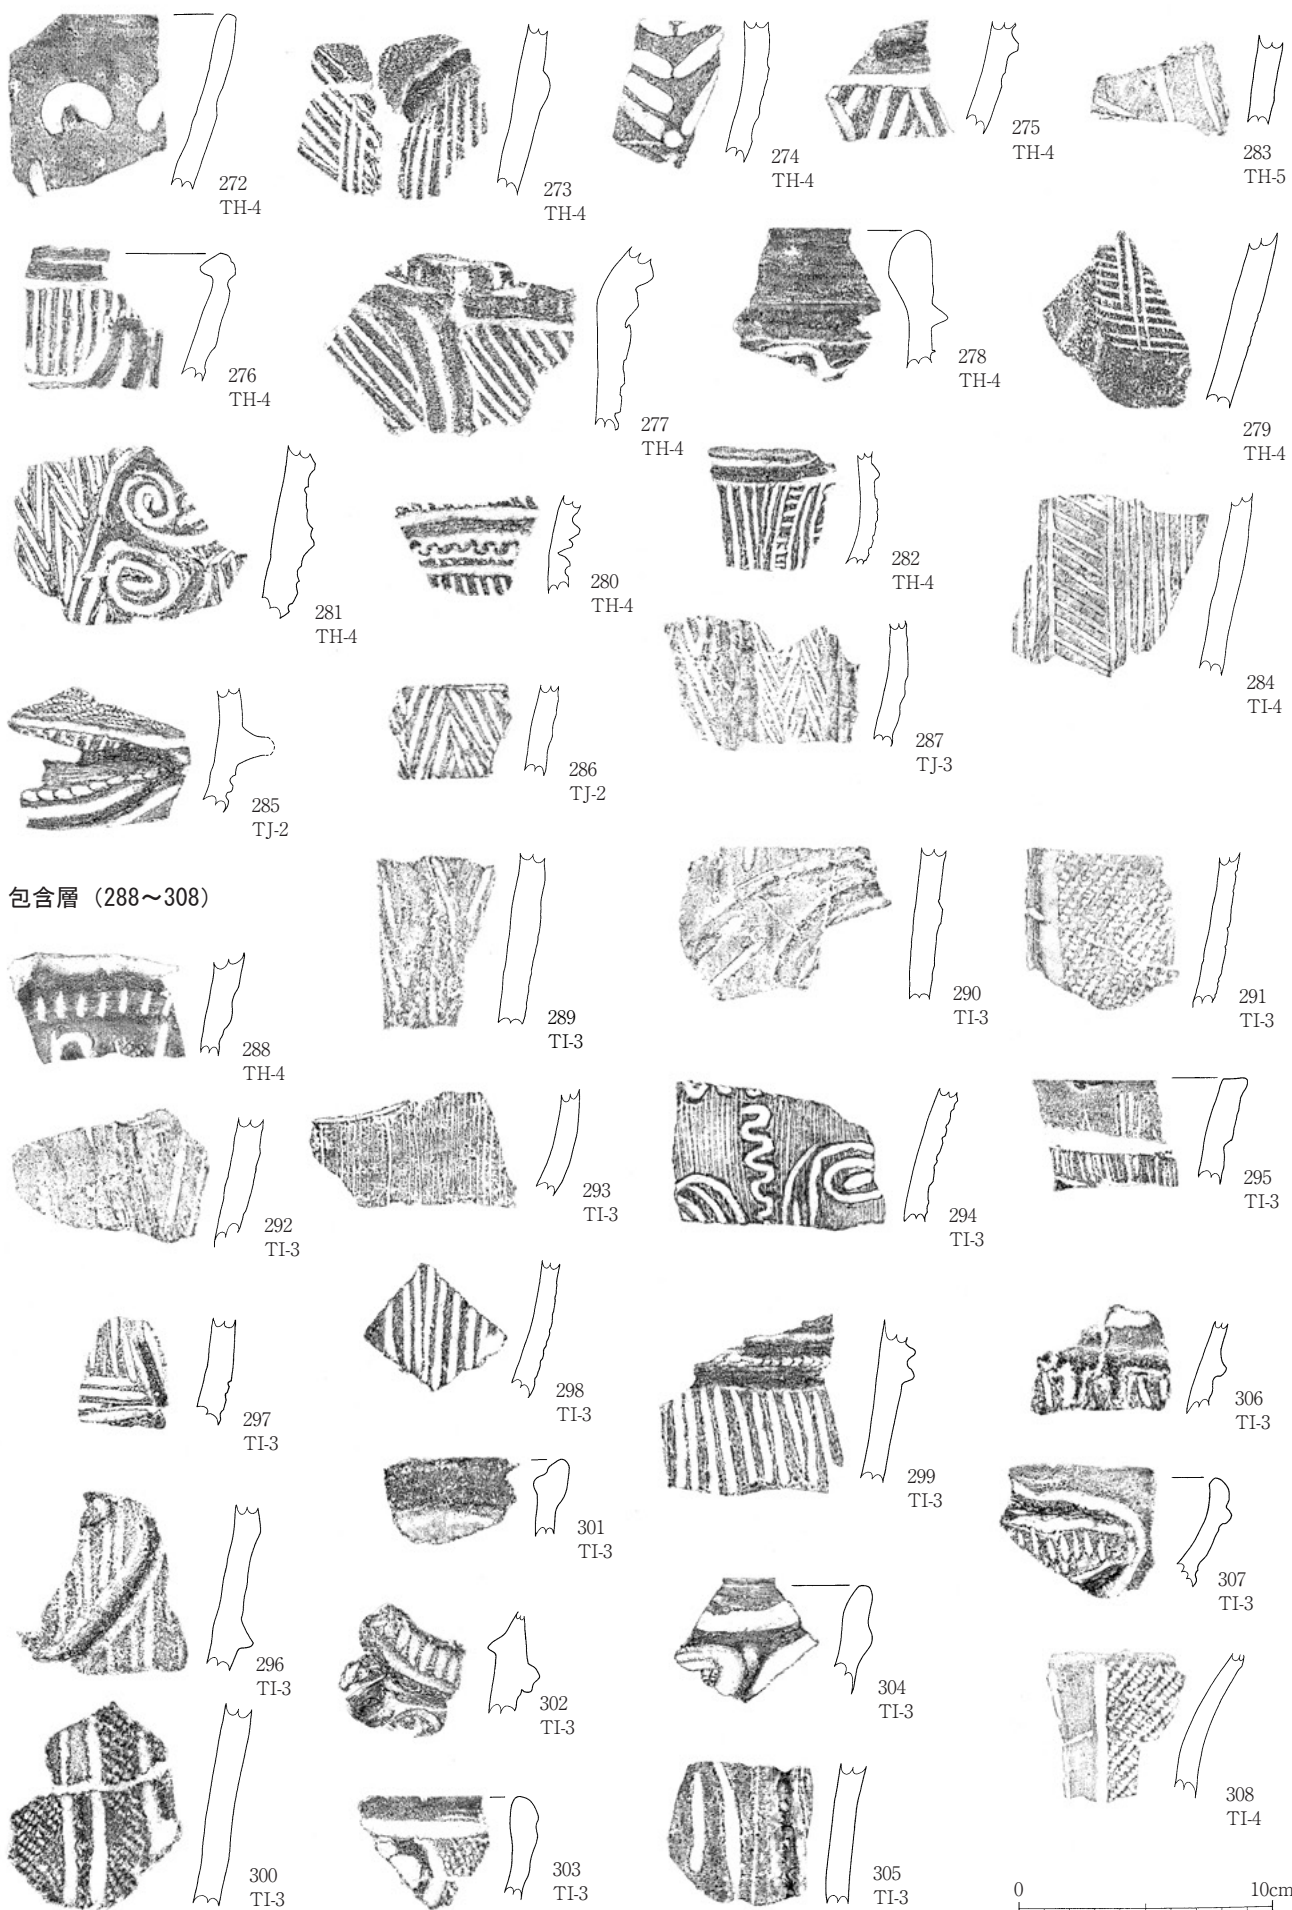 272
TH-4
273
TH-4
274
TH-4
275
TH-4
283
TH-5
276
TH-4
277
TH-4
278
TH-4
279
TH-4
281
TH-4
280
TH-4
282
TH-4
284
TI-4
285
TJ-2
286
TJ-2
287
TJ-3
包含層（288～308）
288
TH-4
289
TI-3
290
TI-3
291
TI-3
292
TI-3
293
TI-3
294
TI-3
295
TI-3
297
TI-3
298
TI-3
299
TI-3
306
TI-3
296
TI-3
301
TI-3
307
TI-3
302
TI-3
304
TI-3
300
TI-3
303
TI-3
305
TI-3
308
TI-4
0 10cm